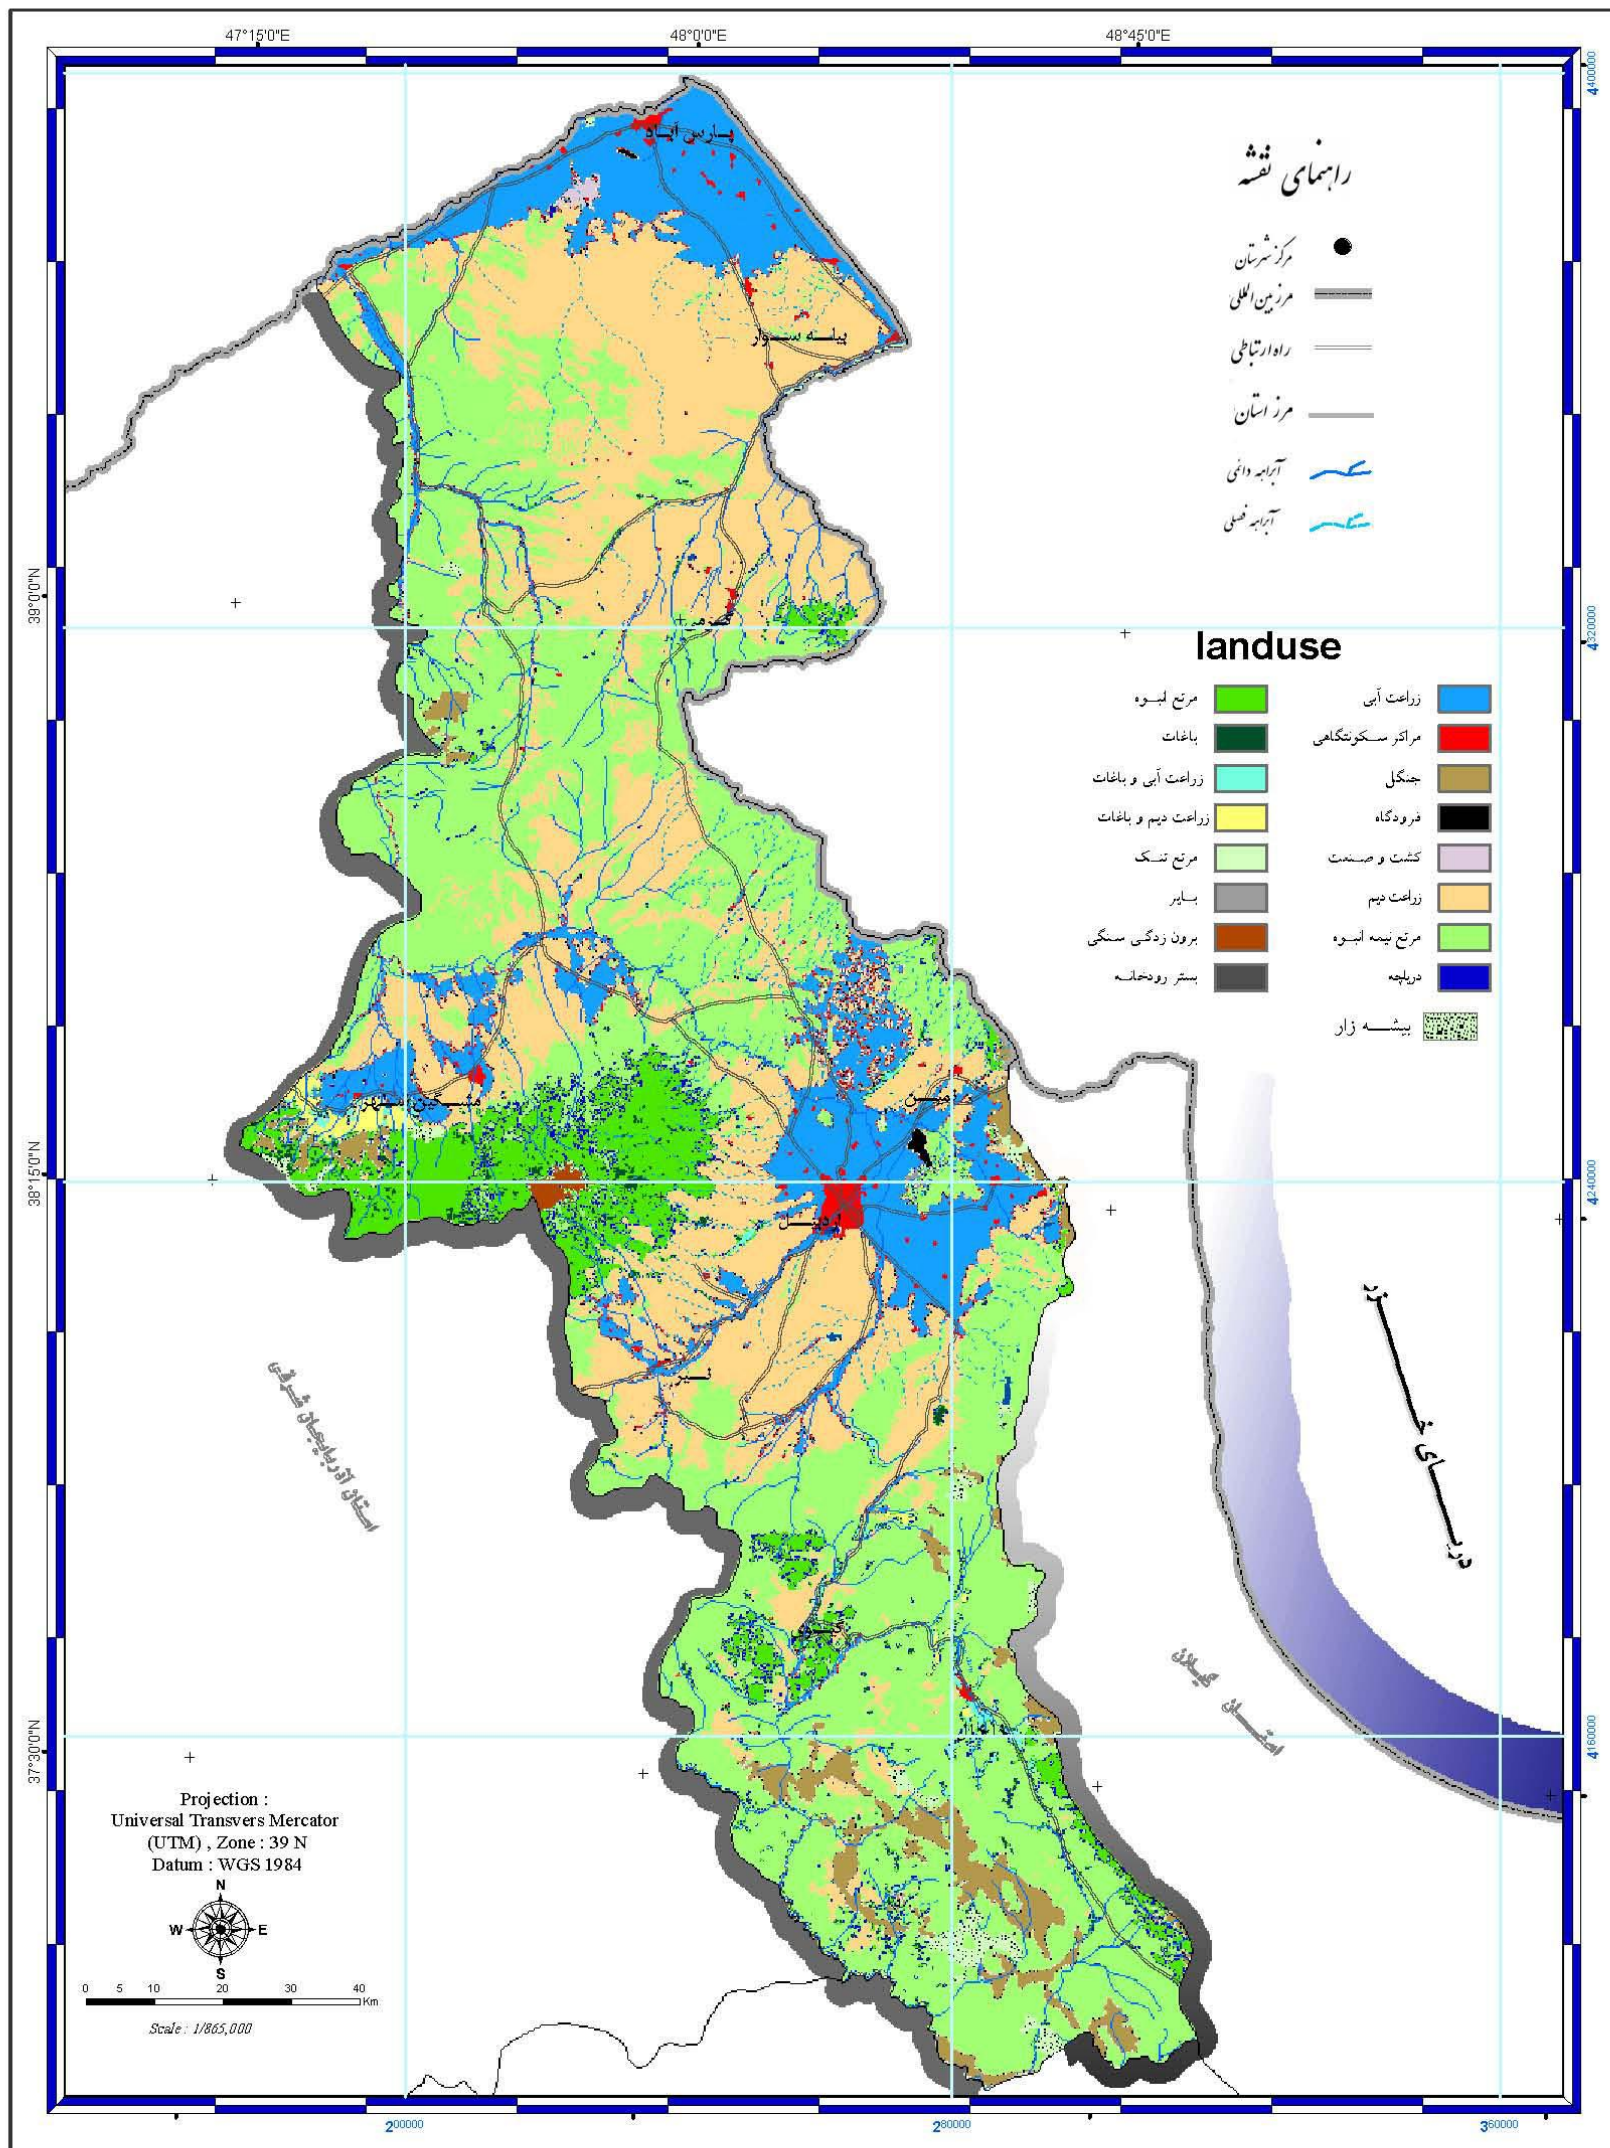 47°15'0"E
48°0'0"E
48°45'0"E
4400000
پارس آباد
راهنمای نقشه
مرکز شهرستان
مرز بین المللی
راه ارتباطی
مرز استان
آبراهه دائمی
آبراهه فصلی
پیله سوار
39°0'0"N
گرمی
4320000
landuse
زراعت آبی
مراکز سکونتگاهی
جنگل
فرودگاه
کشت و صنعت
زراعت دیم
مرتع نیمه انبوه
دریاچه
بیشه زار
مرتع انبوه
باغات
زراعت آبی و باغات
زراعت دیم و باغات
مرتع تنک
بایر
برون زدگی سنگی
بستر رودخانه
مشگین شهر
نمین
38°15'0"N
4240000
اردبیل
نیر
دریای خزر
استان آذربایجان شرقی
کوثر
استان گیلان
37°30'0"N
4160000
Projection :
Universal Transvers Mercator
(UTM) , Zone : 39 N
Datum : WGS 1984
N
W E
S
0 5 10 20 30 40
Km
Scale : 1/865,000
200000
280000
360000